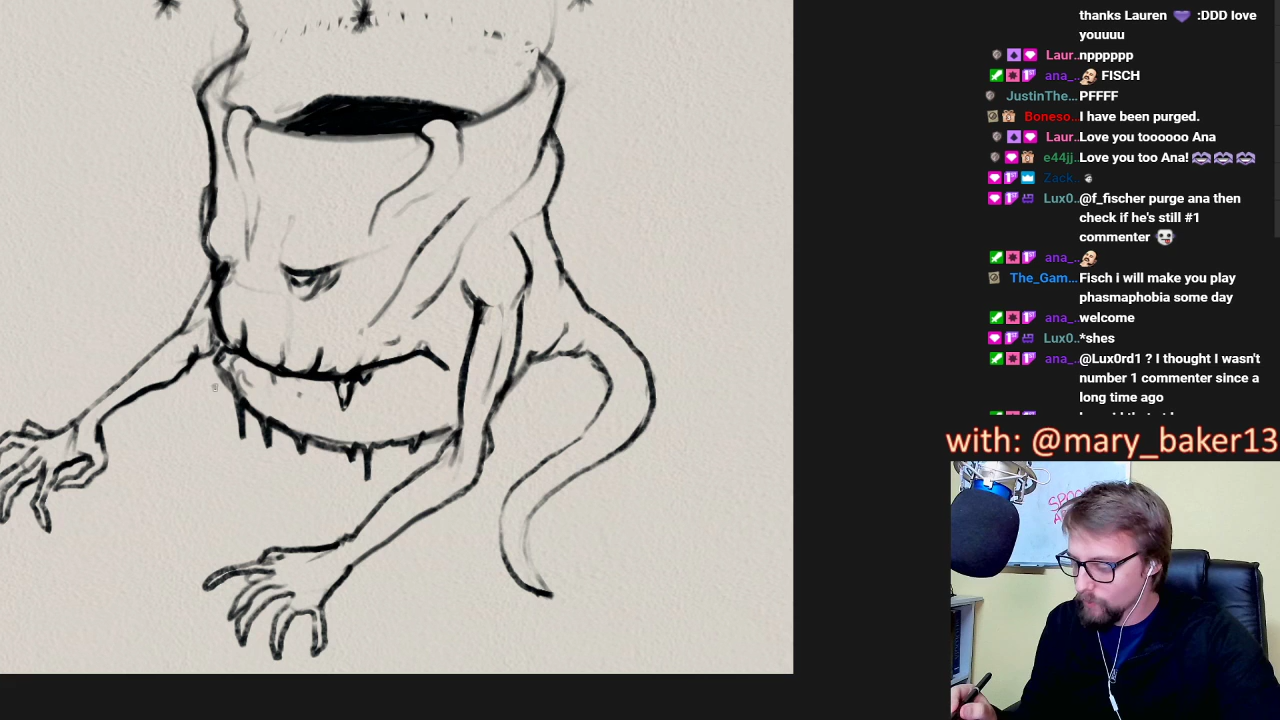 thanks Lauren 💜 :DDD love
youuuu
Laur.. npppppp
ana_.. FISCH
JustinThe... PFFFF
Boneso.. I have been purged.
Laur.. Love you toooooo Ana
e44jj.. Love you too Ana!
Zack.
Lux0.. @f_fischer purge ana then
check if he's still #1
commenter 👻
ana_..
The_Gam... Fisch i will make you play
phasmaphobia some day
ana_.. welcome
Lux0.. *shes
ana_.. @Lux0rd1 ? I thought I wasn't
number 1 commenter since a
long time ago
with: @mary_baker13